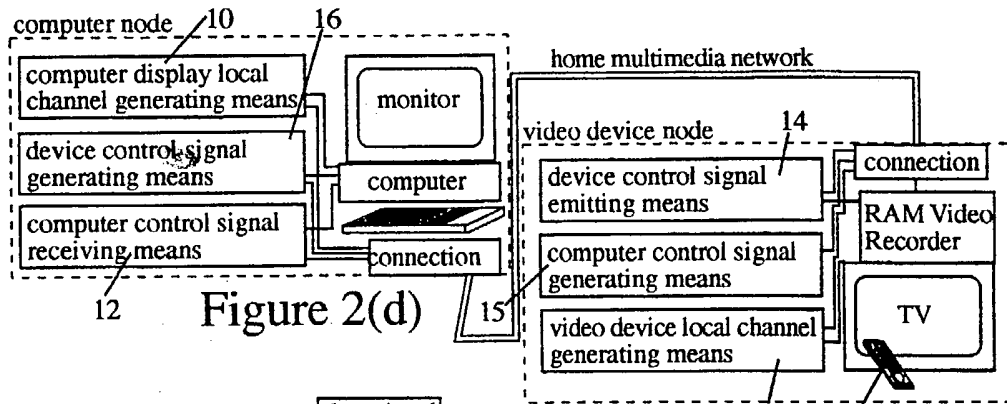 computer node
10
16
computer display local
channel generating means
monitor
home multimedia network
device control signal
generating means
video device node
14
connection
computer
device control signal
emitting means
RAM Video
Recorder
computer control signal
receiving means
connection
computer control signal
generating means
12
Figure 2(d)
15
TV
video device local channel
generating means